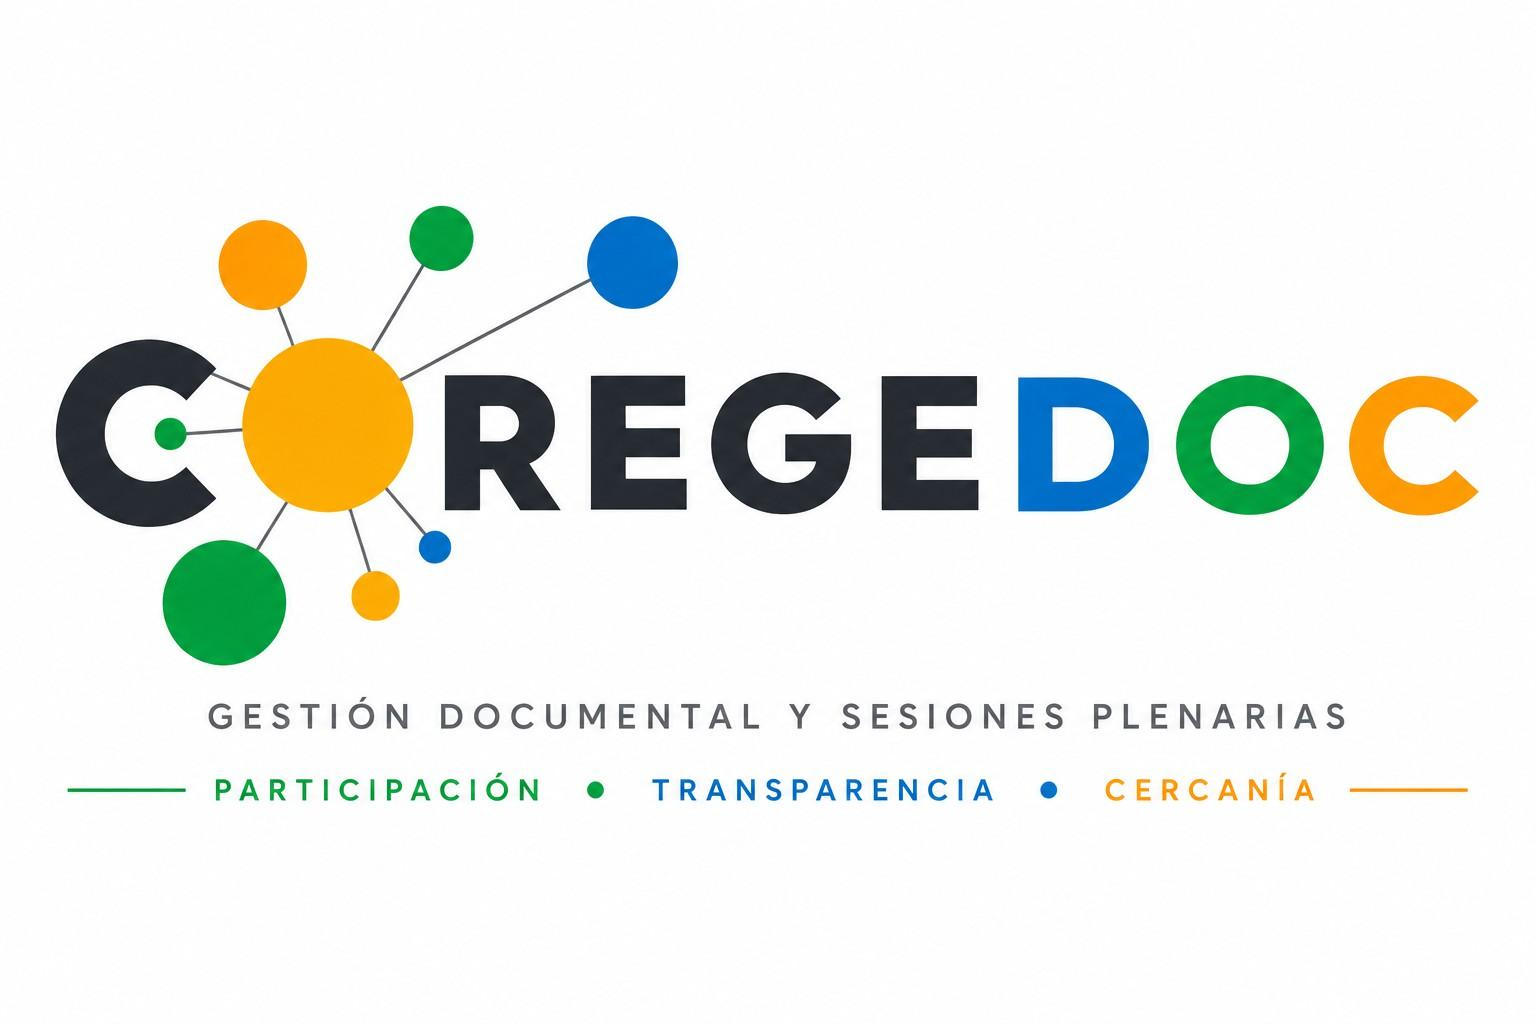 COREGEDOC
GESTIÓN DOCUMENTAL Y SESIONES PLENARIAS
PARTICIPACIÓN • TRANSPARENCIA • CERCANÍA